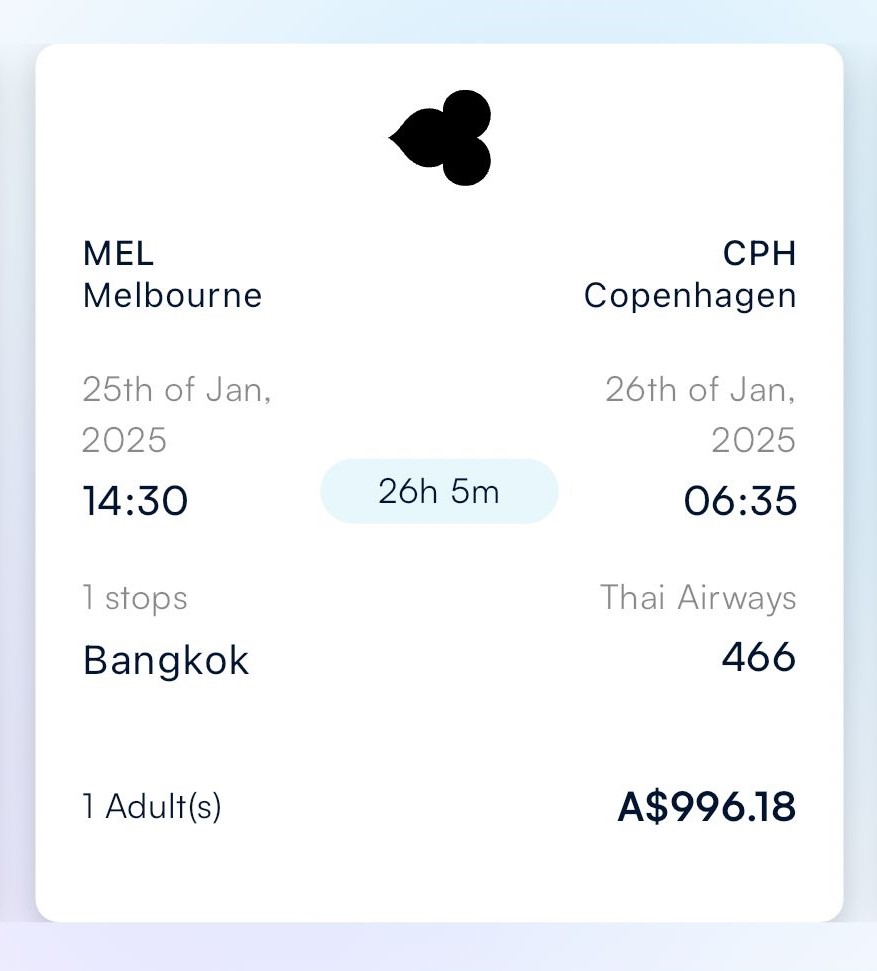 MEL
CPH
Melbourne
Copenhagen
25th of Jan,
2025
26th of Jan,
2025
14:30
26h 5m
06:35
1 stops
Thai Airways
Bangkok
466
1 Adult(s)
A$996.18